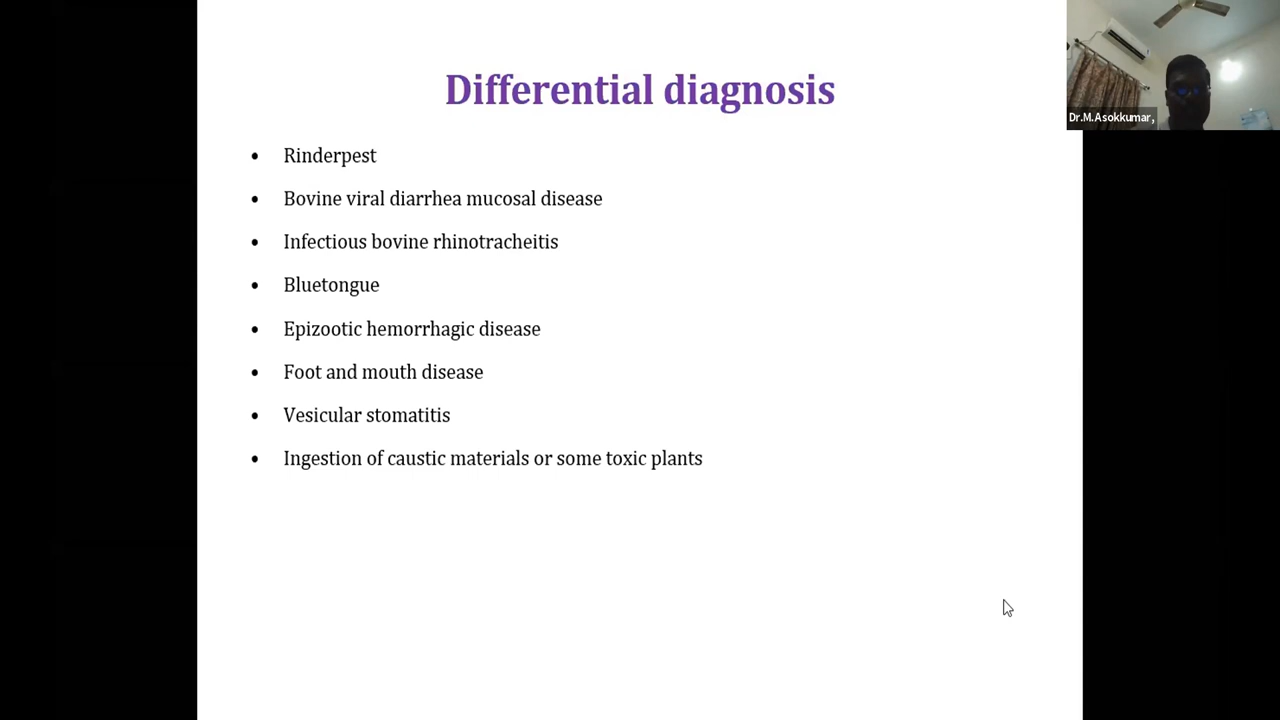 Differential diagnosis
• Rinderpest
• Bovine viral diarrhea mucosal disease
• Infectious bovine rhinotracheitis
• Bluetongue
• Epizootic hemorrhagic disease
• Foot and mouth disease
• Vesicular stomatitis
• Ingestion of caustic materials or some toxic plants
Dr.M.Asokkumar,